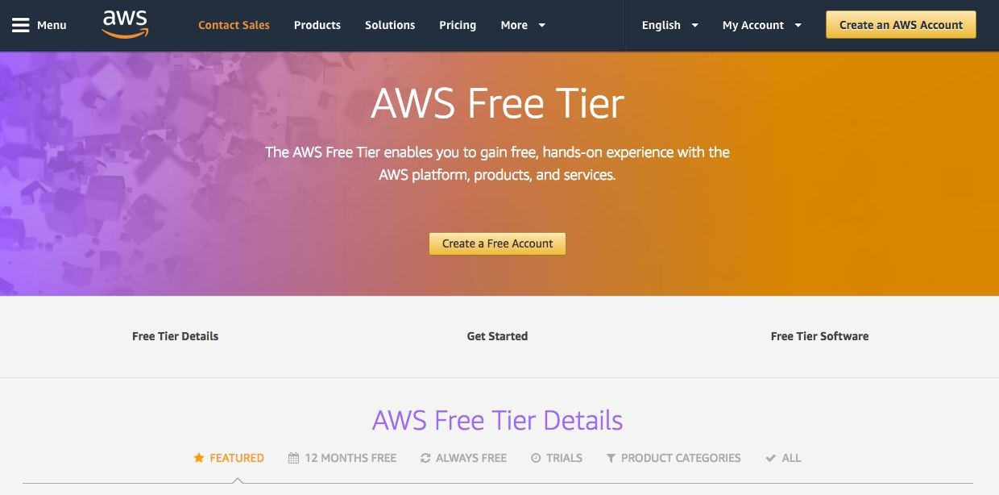 Menu
aws
Contact Sales
Products
Solutions
Pricing
More
English
My Account
Create an AWS Account
AWS Free Tier
The AWS Free Tier enables you to gain free, hands-on experience with the
AWS platform, products, and services.
Create a Free Account
Free Tier Details
Get Started
Free Tier Software
AWS Free Tier Details
FEATURED
12 MONTHS FREE
ALWAYS FREE
TRIALS
PRODUCT CATEGORIES
ALL